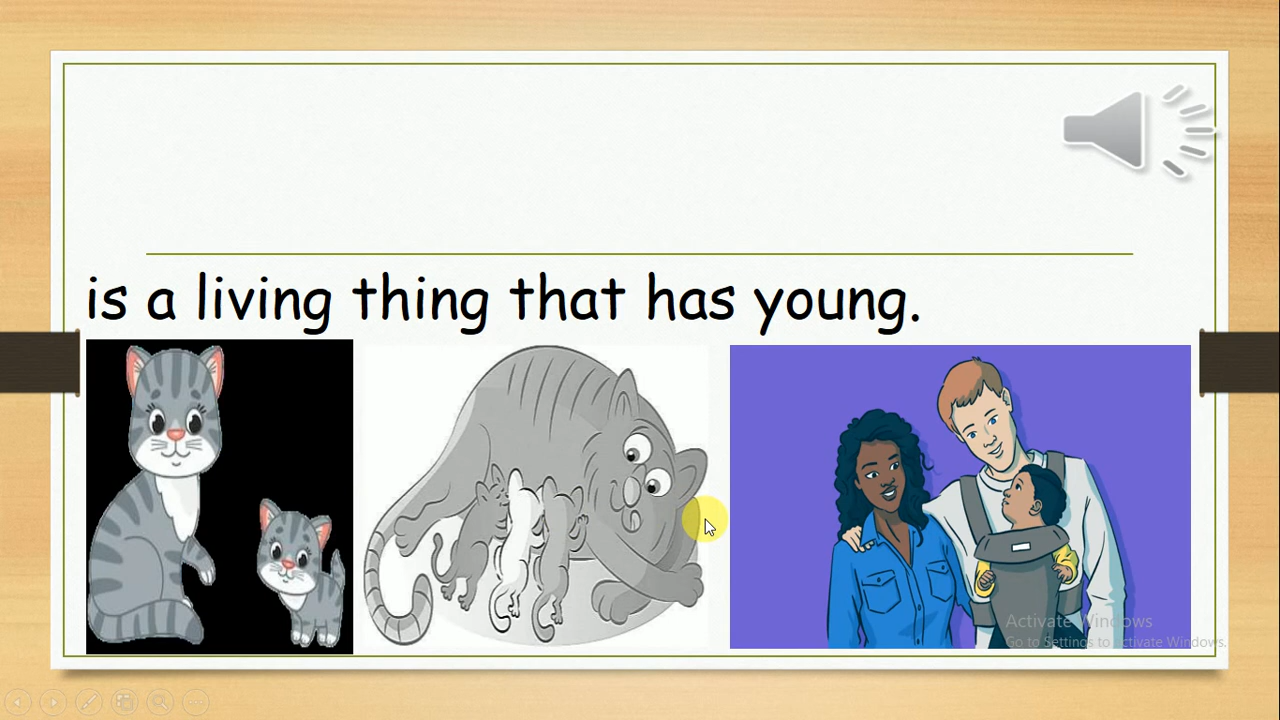 is a living thing that has young.
Activate Windows
Go to Settings to activate Windows.